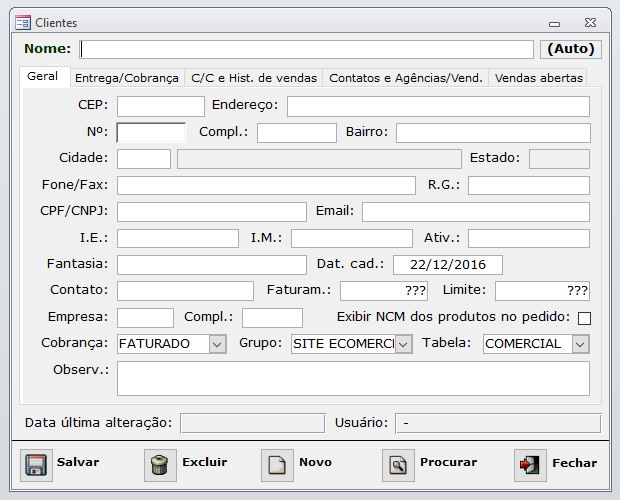 Clientes
Nome: (Auto)
Geral Entrega/Cobrança C/C e Hist. de vendas Contatos e Agências/Vend. Vendas abertas
CEP: Endereço:
Nº: Compl.: Bairro:
Cidade: Estado:
Fone/Fax: R.G.:
CPF/CNPJ: Email:
I.E.: I.M.: Ativ.:
Fantasia: Dat. cad.: 22/12/2016
Contato: Faturam.: ??? Limite: ???
Empresa: Compl.: Exibir NCM dos produtos no pedido:
Cobrança: FATURADO Grupo: SITE ECOMERCI Tabela: COMERCIAL
Observ.:
Data última alteração: Usuário: -
Salvar Excluir Novo Procurar Fechar